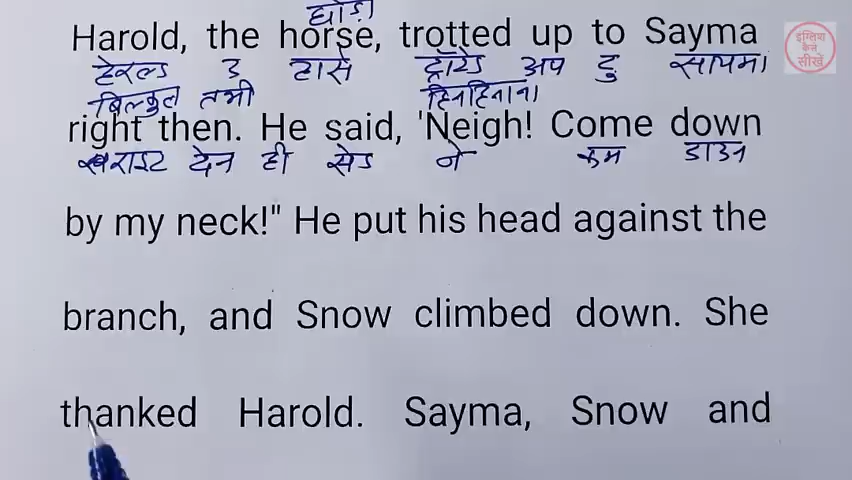 घोड़ा
Harold, the horse, trotted up to Sayma
हेरल्ड द हार्स ट्रॉटेड अप टु सायमा
बिल्कुल तभी हिनहिनाना
right then. He said, 'Neigh! Come down
राइट देन ही सेड ने कम डाउन
by my neck!" He put his head against the
branch, and Snow climbed down. She
thanked Harold. Sayma, Snow and
इंग्लिश
कैसे
सीखें